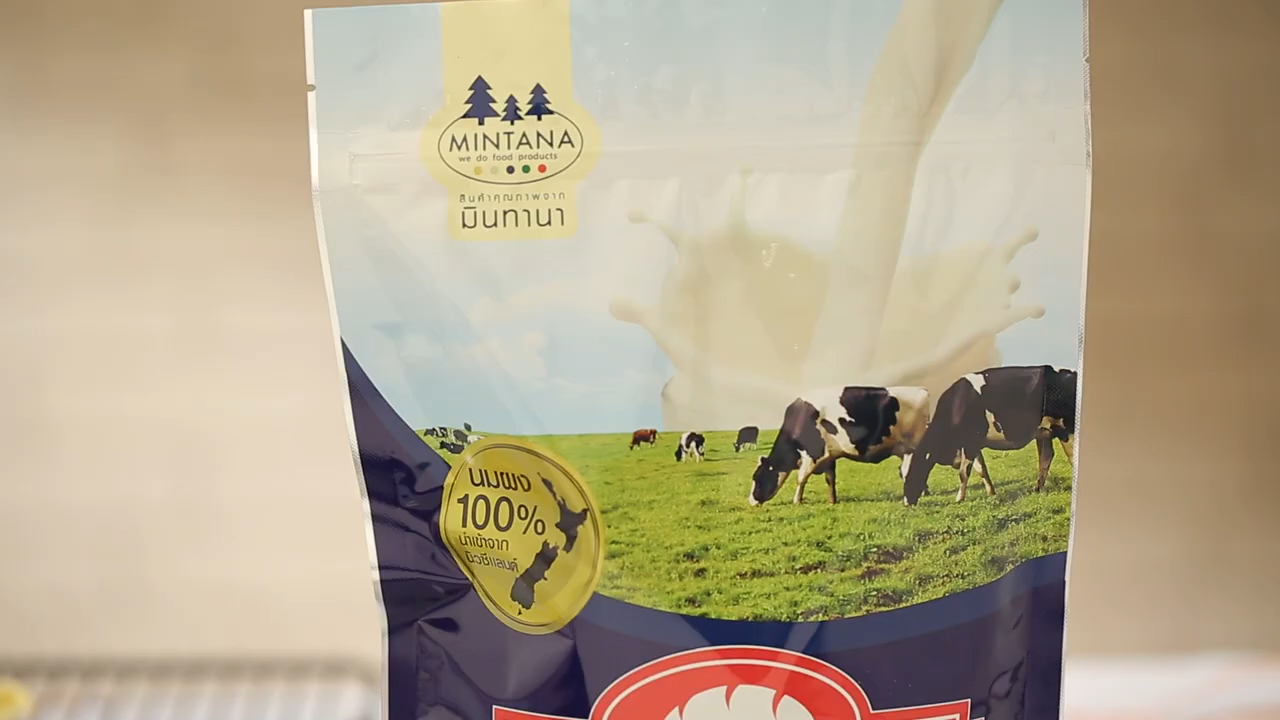 MINTANA
we do food products
สินค้าคุณภาพจาก
มินทานา
นมผง
100%
นำเข้าจาก
นิวซีแลนด์